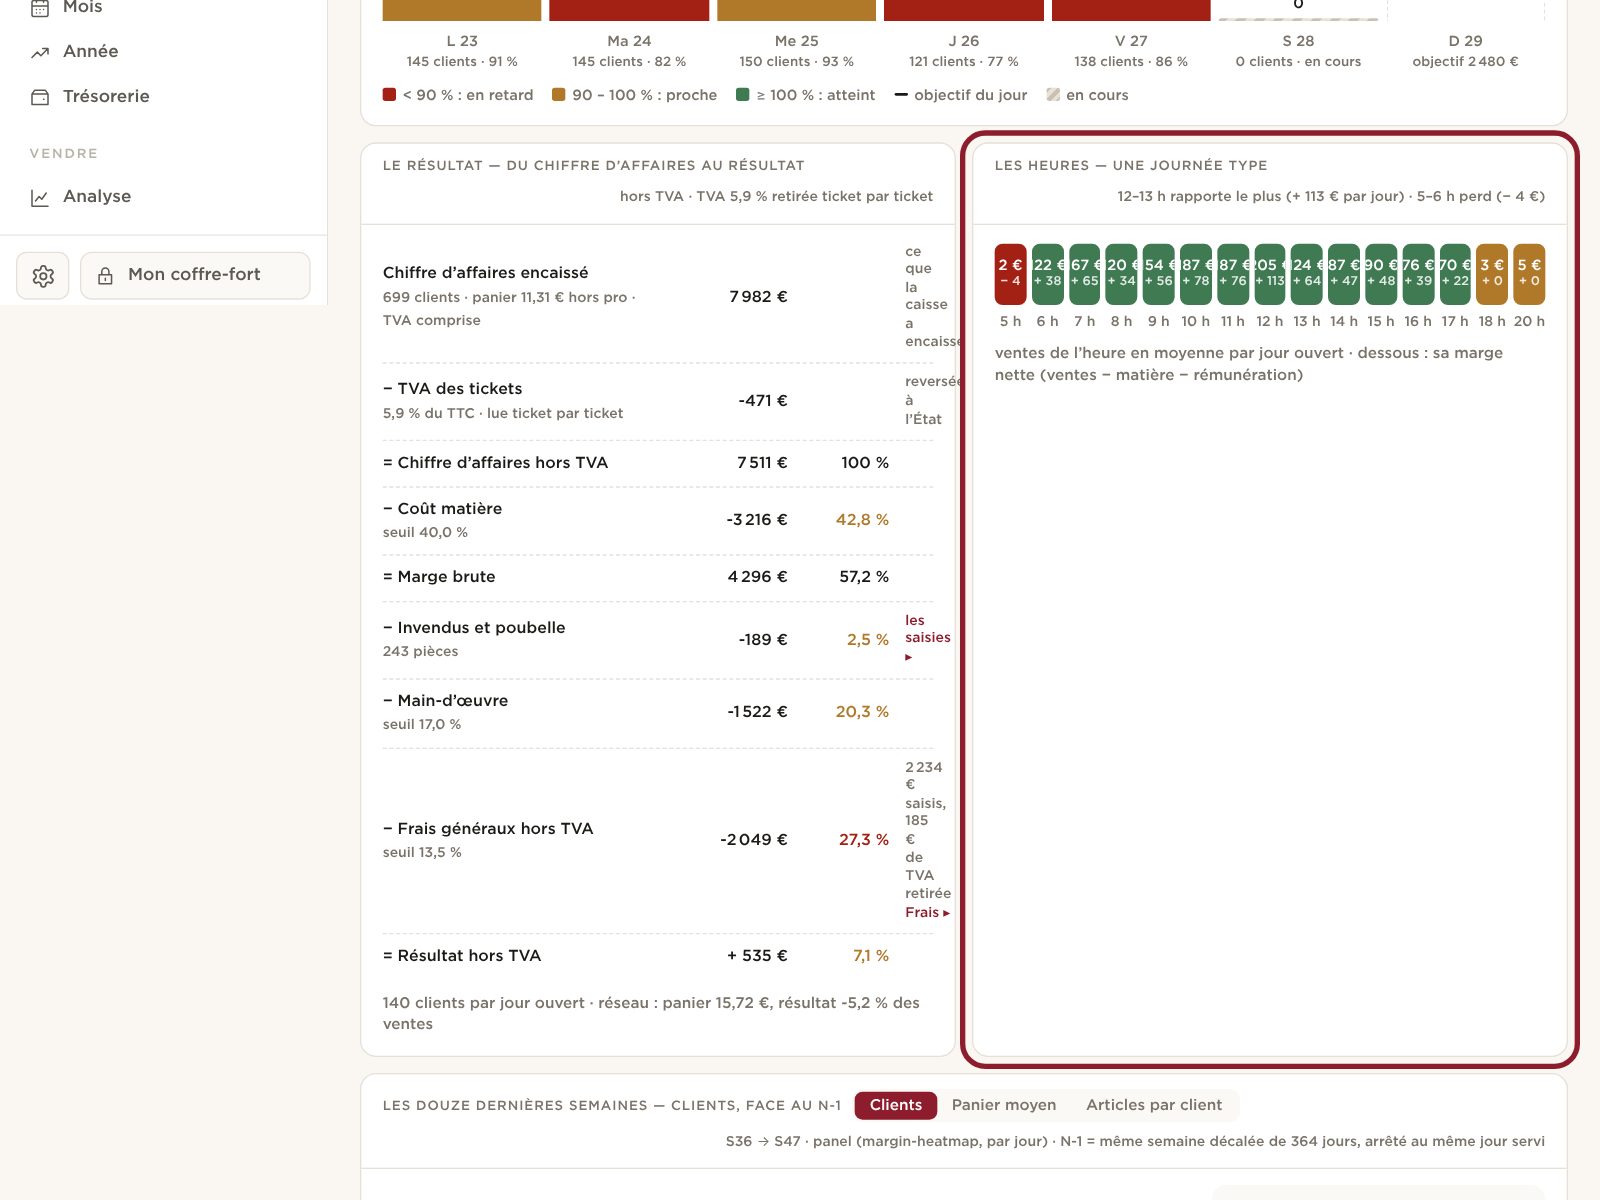 Mois
Année
Trésorerie
VENDRE
Analyse
Mon coffre-fort
0
L 23
Ma 24
Me 25
J 26
V 27
S 28
D 29
145 clients · 91 %
145 clients · 82 %
150 clients · 93 %
121 clients · 77 %
138 clients · 86 %
0 clients · en cours
objectif 2 480 €
< 90 % : en retard
90 – 100 % : proche
≥ 100 % : atteint
objectif du jour
en cours
LE RÉSULTAT — DU CHIFFRE D'AFFAIRES AU RÉSULTAT
hors TVA · TVA 5,9 % retirée ticket par ticket
Chiffre d’affaires encaissé
699 clients · panier 11,31 € hors pro ·
TVA comprise
7 982 €
ce
que
la
caisse
a
encaissé
− TVA des tickets
5,9 % du TTC · lue ticket par ticket
-471 €
reversée
à
l’État
= Chiffre d’affaires hors TVA
7 511 €
100 %
− Coût matière
seuil 40,0 %
-3 216 €
42,8 %
= Marge brute
4 296 €
57,2 %
− Invendus et poubelle
243 pièces
-189 €
2,5 %
les
saisies
▸
− Main-d’œuvre
seuil 17,0 %
-1 522 €
20,3 %
− Frais généraux hors TVA
seuil 13,5 %
-2 049 €
27,3 %
2 234
€
saisis,
185
€
de
TVA
retirée
Frais ▸
= Résultat hors TVA
+ 535 €
7,1 %
140 clients par jour ouvert · réseau : panier 15,72 €, résultat -5,2 % des
ventes
LES HEURES — UNE JOURNÉE TYPE
12–13 h rapporte le plus (+ 113 € par jour) · 5–6 h perd (− 4 €)
2 € 3 € 5 €
− 4 + 38 + 65 + 34 + 56 + 78 + 76 + 113 + 64 + 47 + 48 + 39 + 22 + 0 + 0
5 h 6 h 7 h 8 h 9 h 10 h 11 h 12 h 13 h 14 h 15 h 16 h 17 h 18 h 20 h
ventes de l’heure en moyenne par jour ouvert · dessous : sa marge
nette (ventes − matière − rémunération)
LES DOUZE DERNIÈRES SEMAINES — CLIENTS, FACE AU N-1
Clients
Panier moyen
Articles par client
S36 → S47 · panel (margin-heatmap, par jour) · N-1 = même semaine décalée de 364 jours, arrêté au même jour servi